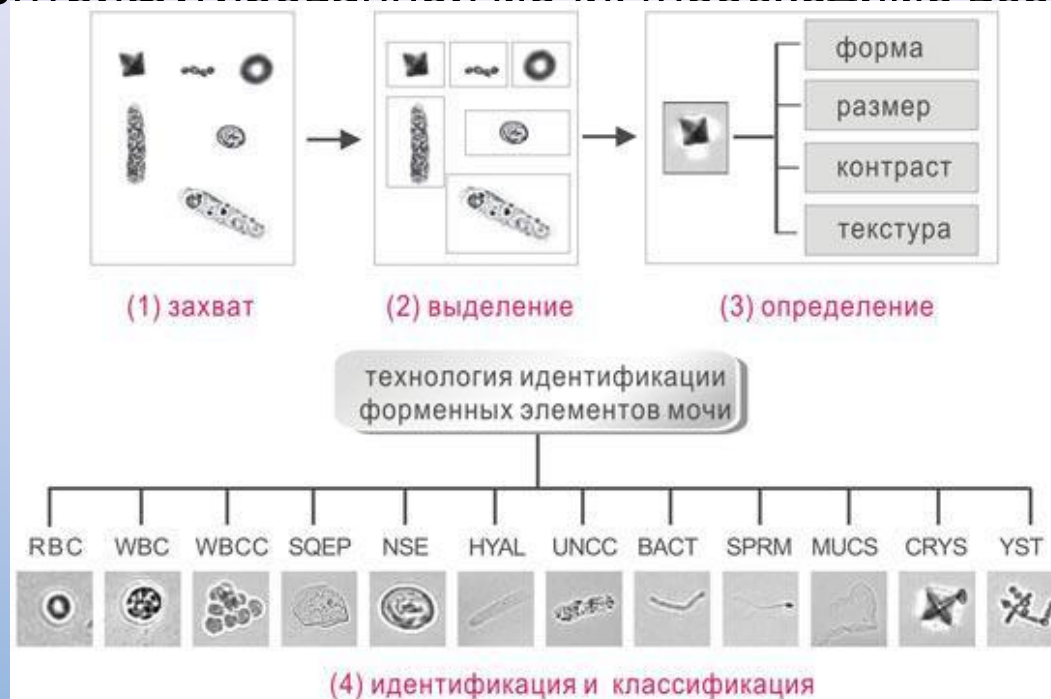 форма
размер
контраст
текстура
(1) захват
(2) выделение
(3) определение
технология идентификации
форменных элементов мочи
RBC WBC WBCC SQEP NSE HYAL UNCC BACT SPRM MUCS CRYS YST
(4) идентификация и классификация